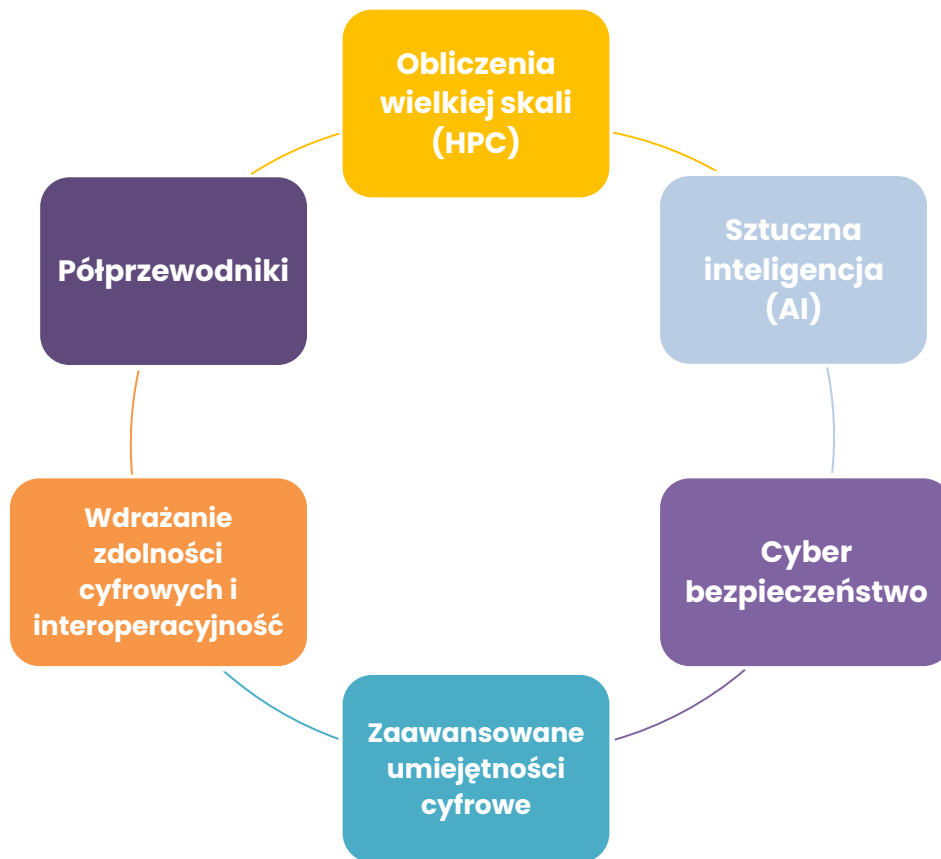 Obliczenia
wielkiej skali
(HPC)
Sztuczna
inteligencja
(AI)
Cyber
bezpieczeństwo
Zaawansowane
umiejętności
cyfrowe
Wdrażanie
zdolności
cyfrowych i
interoperacyjność
Półprzewodniki